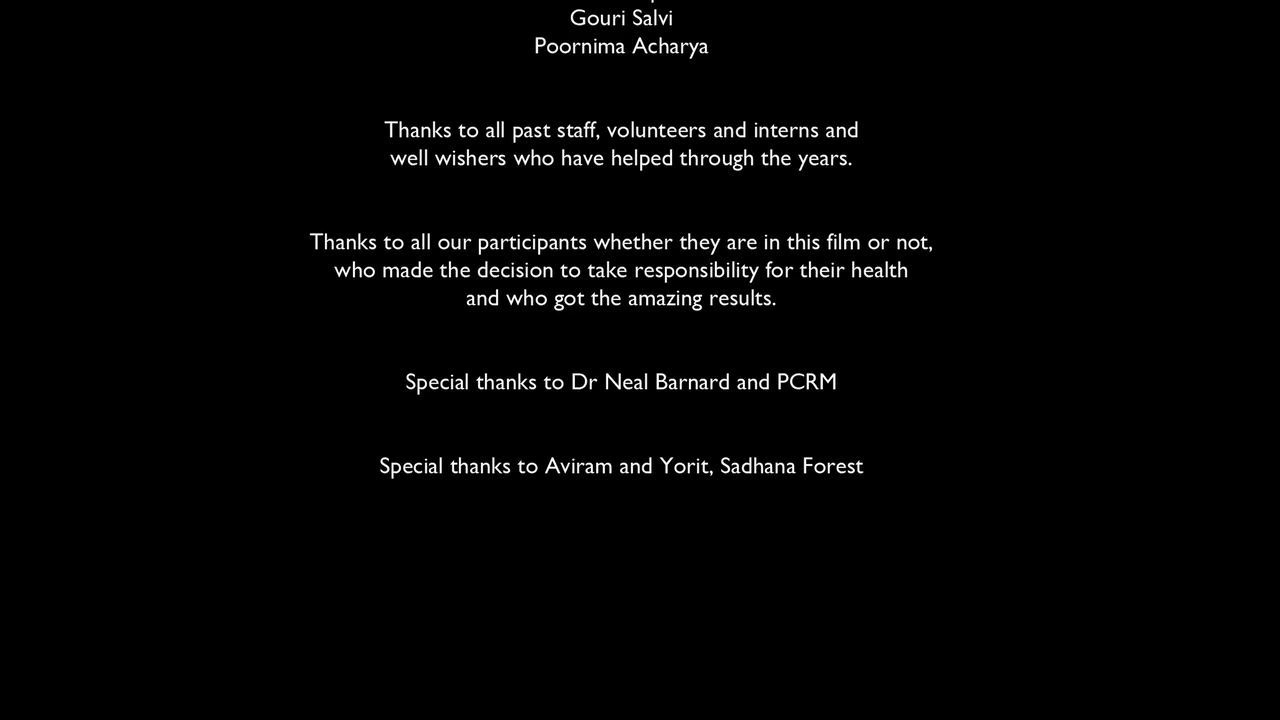 Gouri Salvi
Poornima Acharya
Thanks to all past staff, volunteers and interns and
well wishers who have helped through the years.
Thanks to all our participants whether they are in this film or not,
who made the decision to take responsibility for their health
and who got the amazing results.
Special thanks to Dr Neal Barnard and PCRM
Special thanks to Aviram and Yorit, Sadhana Forest